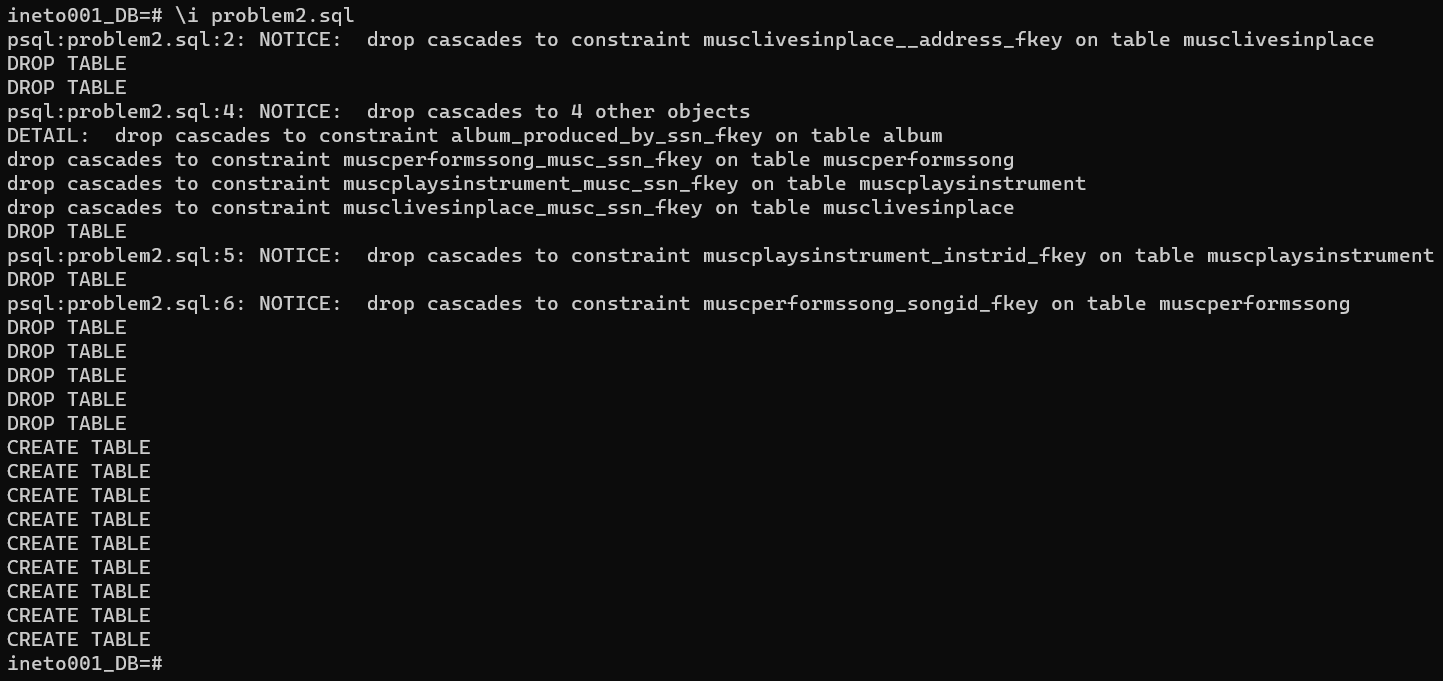 ineto001_DB=# \i problem2.sql
psql:problem2.sql:2: NOTICE:  drop cascades to constraint musclivesinplace__address_fkey on table musclivesinplace
DROP TABLE
DROP TABLE
psql:problem2.sql:4: NOTICE:  drop cascades to 4 other objects
DETAIL:  drop cascades to constraint album_produced_by_ssn_fkey on table album
drop cascades to constraint muscperformssong_musc_ssn_fkey on table muscperformssong
drop cascades to constraint muscplaysinstrument_musc_ssn_fkey on table muscplaysinstrument
drop cascades to constraint musclivesinplace_musc_ssn_fkey on table musclivesinplace
DROP TABLE
psql:problem2.sql:5: NOTICE:  drop cascades to constraint muscplaysinstrument_instrid_fkey on table muscplaysinstrument
DROP TABLE
psql:problem2.sql:6: NOTICE:  drop cascades to constraint muscperformssong_songid_fkey on table muscperformssong
DROP TABLE
DROP TABLE
DROP TABLE
DROP TABLE
DROP TABLE
CREATE TABLE
CREATE TABLE
CREATE TABLE
CREATE TABLE
CREATE TABLE
CREATE TABLE
CREATE TABLE
CREATE TABLE
CREATE TABLE
ineto001_DB=#